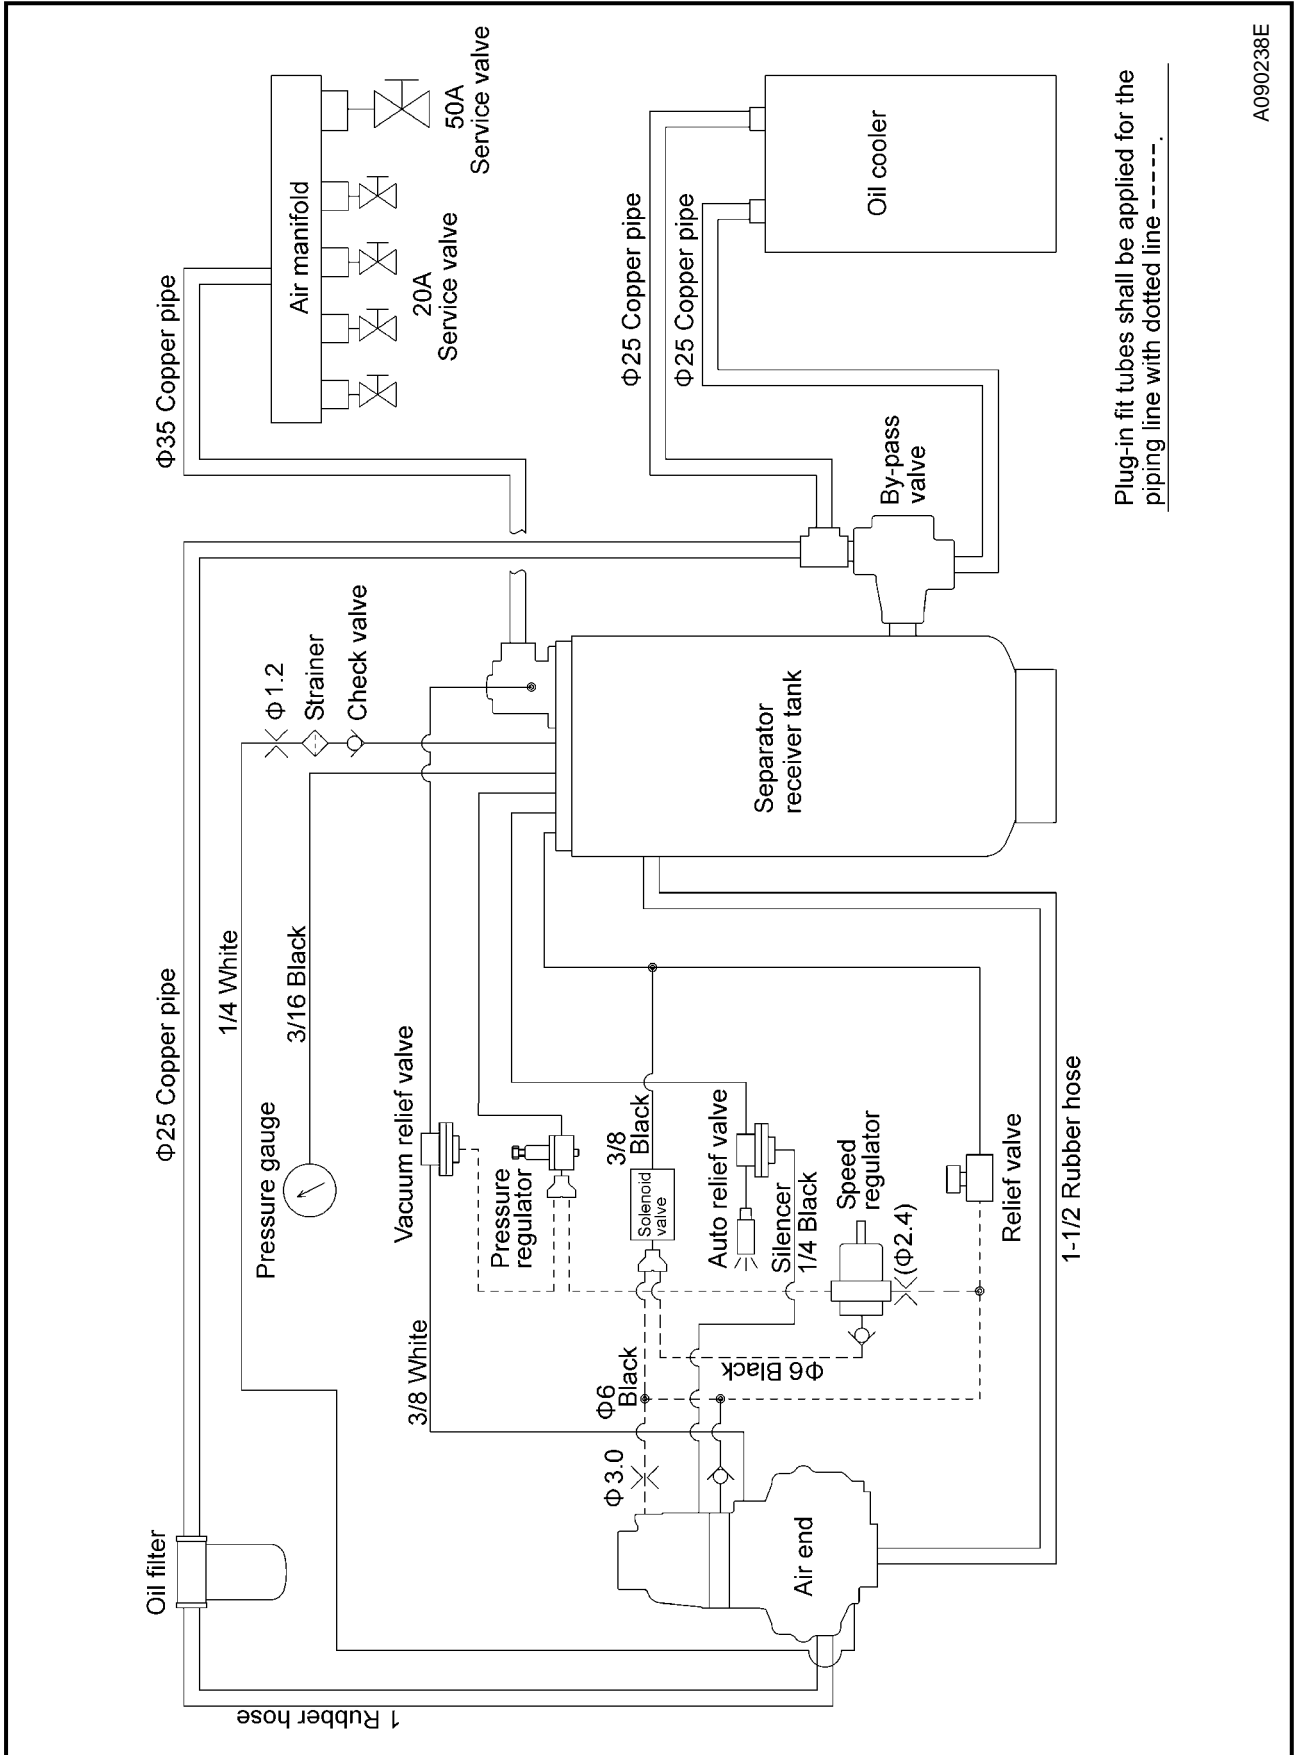 Oil filter
1 Rubber hose
Φ25 Copper pipe
Φ35 Copper pipe
1/4 White
3/16 Black
Pressure gauge
Φ1.2
Strainer
Check valve
Air manifold
20A
Service valve
50A
Service valve
Vacuum relief valve
3/8 White
Pressure
regulator
3/8
Black
Solenoid
valve
Φ6
Black
Φ3.0
Auto relief valve
Silencer
1/4 Black
Φ6 Black
Speed
regulator
(Φ2.4)
Relief valve
1-1/2 Rubber hose
Air end
Separator
receiver tank
By-pass
valve
Φ25 Copper pipe
Φ25 Copper pipe
Oil cooler
Plug-in fit tubes shall be applied for the
piping line with dotted line ------.
A090238E